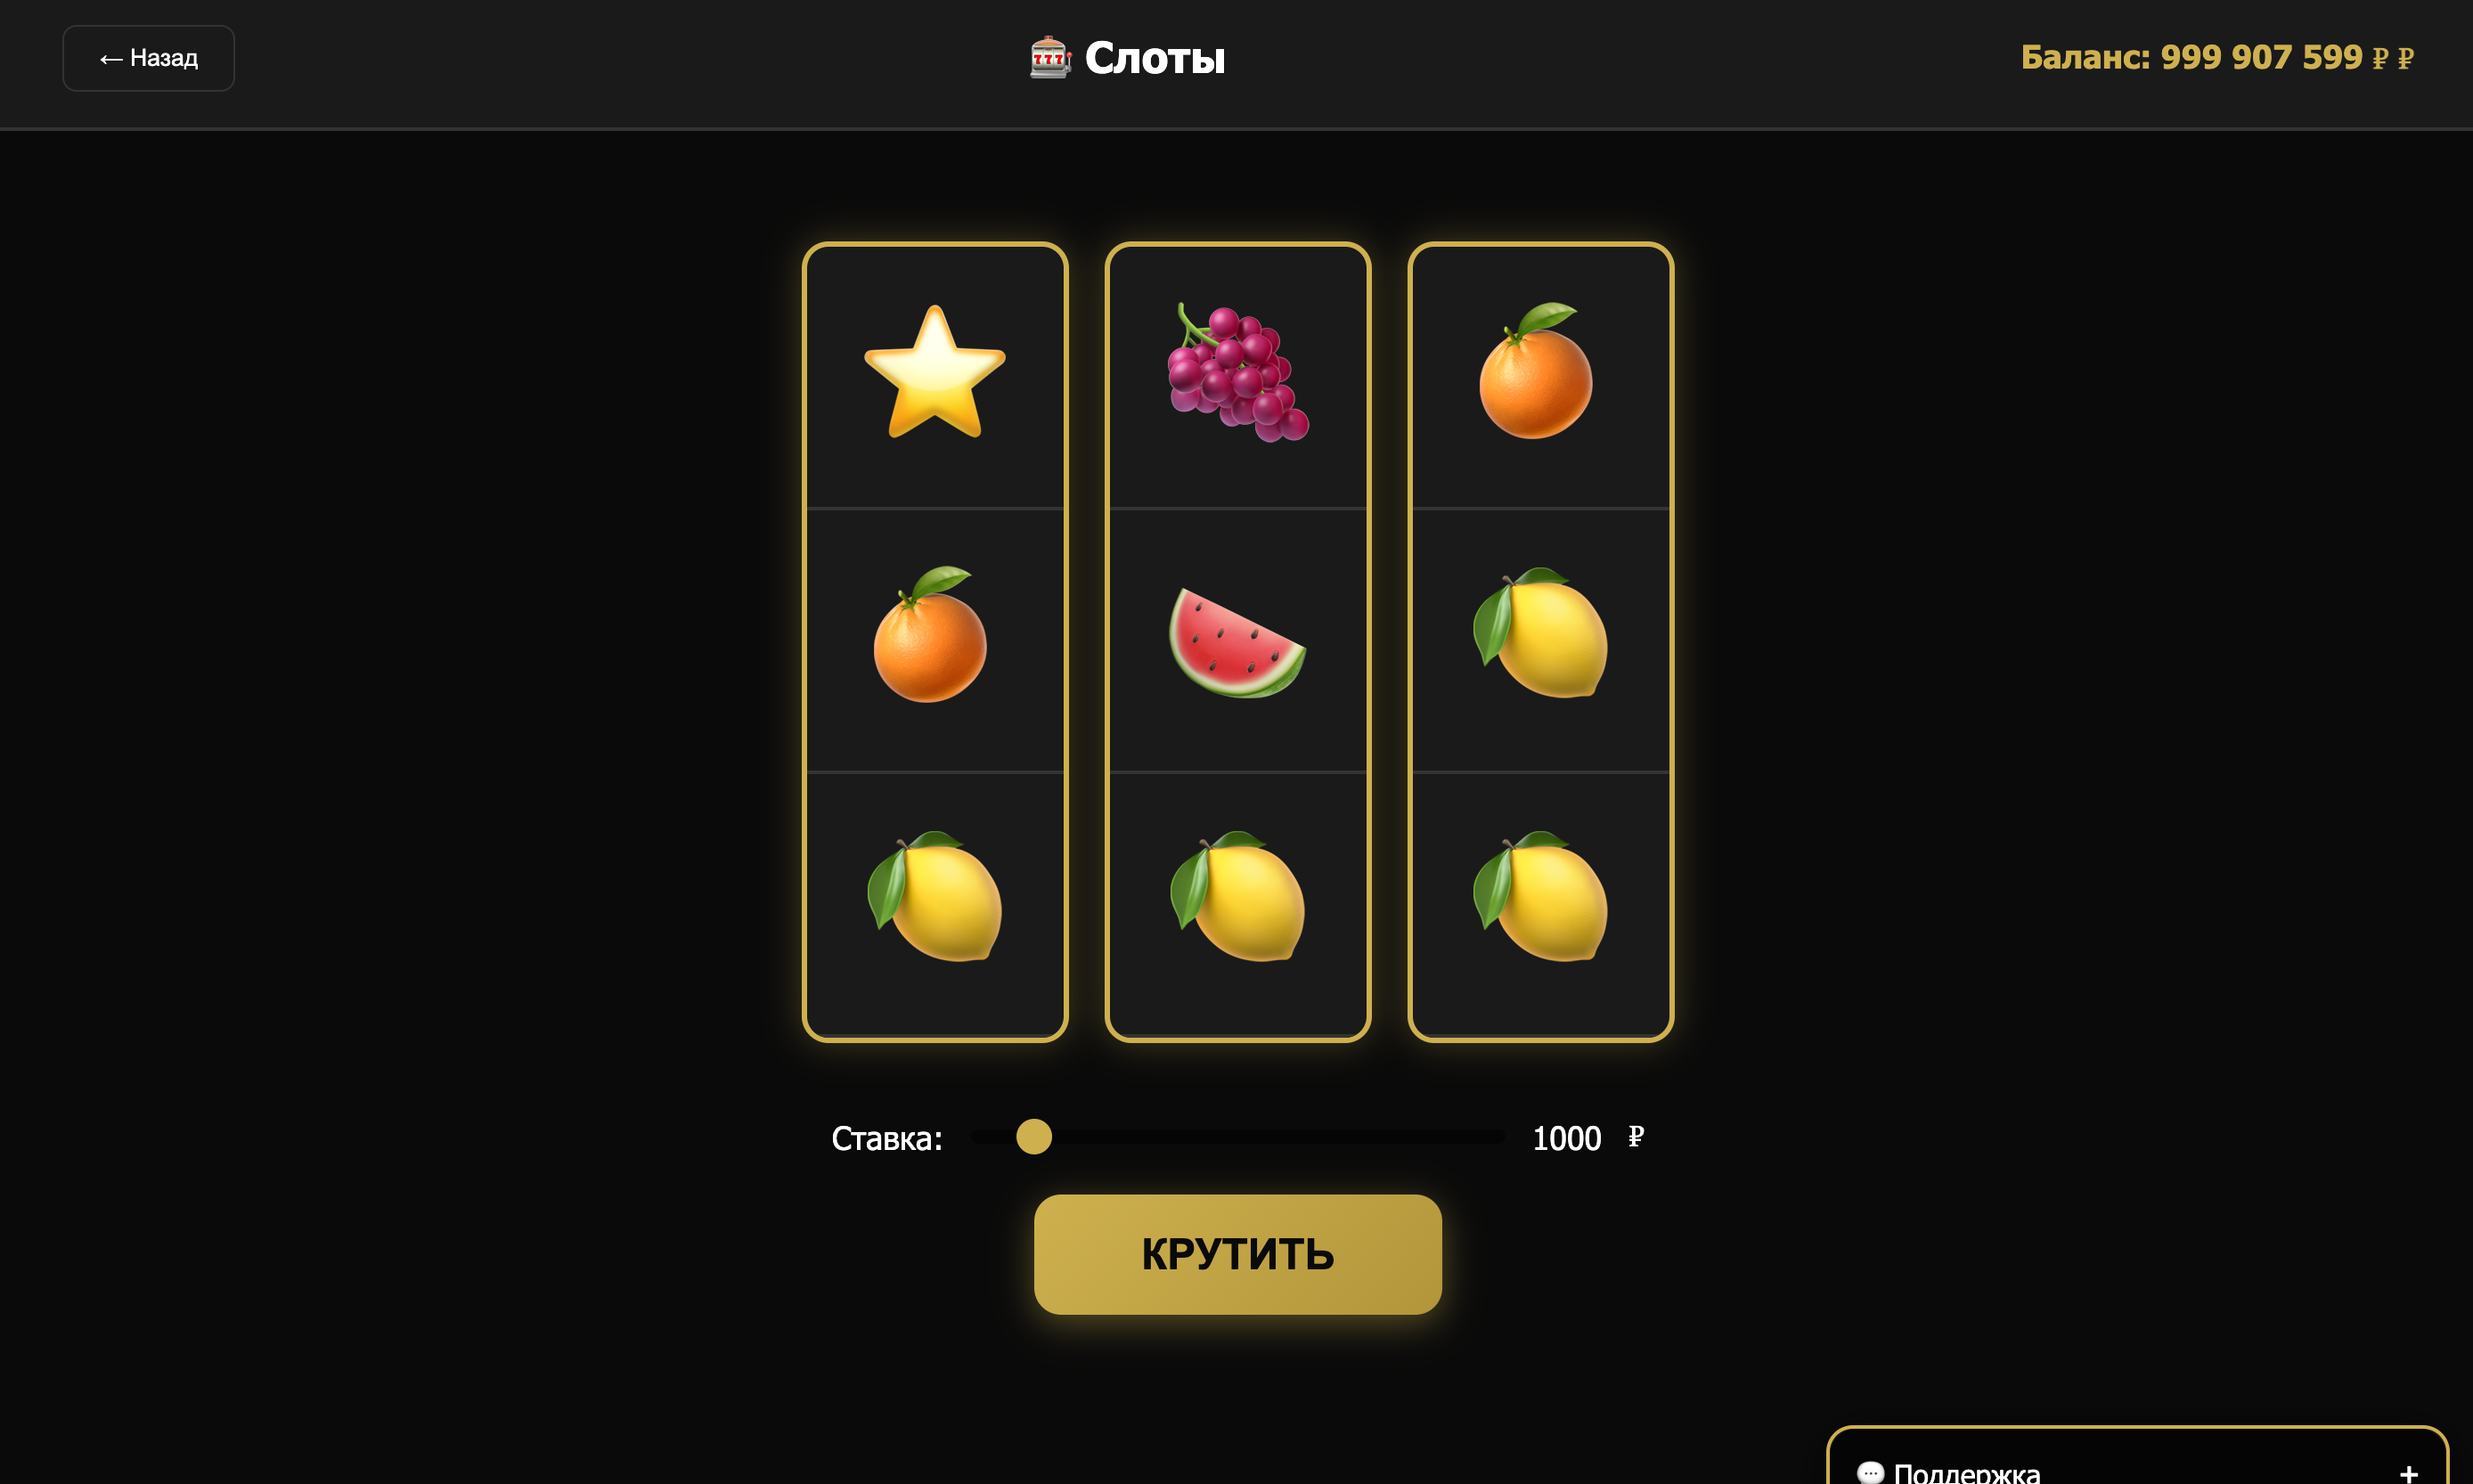 ← Назад
🎰 Слоты
Баланс: 999 907 599 ₽ ₽
Ставка: 1000 ₽
КРУТИТЬ
💬 Поддержка +